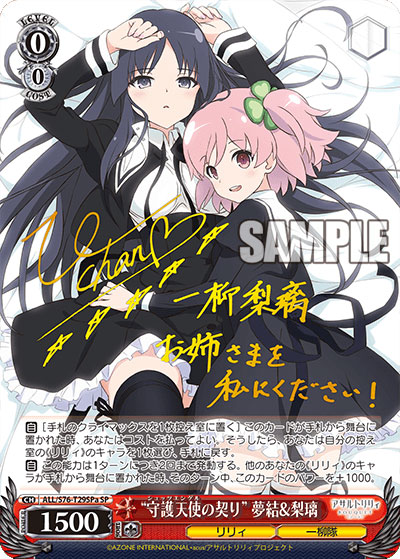 LEVEL
0
0
COST
SAMPLE
chan
一柳梨璃
お姉さまを
私にください!
自 [手札のクライマックスを1枚控え室に置く] このカードが手札から舞台に
置かれた時、あなたはコストを払ってよい。そうしたら、あなたは自分の控え
室の《リリィ》のキャラを1枚選び、手札に戻す。
自 この能力は1ターンにつき2回まで発動する。他のあなたの《リリィ》のキャ
ラが手札から舞台に置かれた時、そのターン中、このカードのパワーを+1000。
CH ALL/S76-T29SPa SP
1500
シュッツエンゲル
“守護天使の契り” 夢結&梨璃
リリィ
一柳隊
アサルトリリィ
©AZONE INTERNATIONAL・acus/アサルトリリィプロジェクト